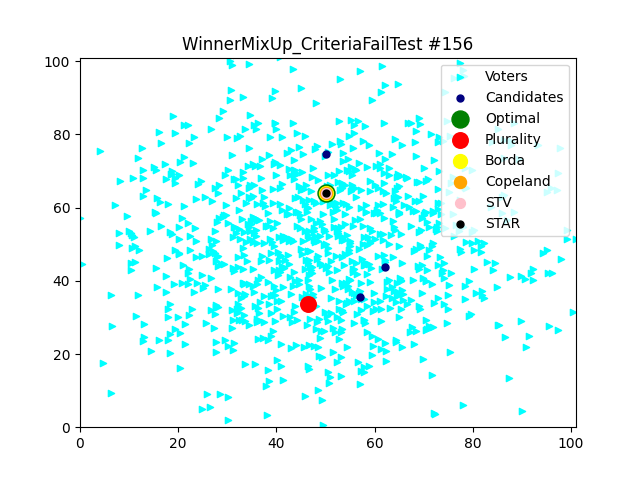 WinnerMixUp_CriteriaFailTest #156
100
80
60
40
20
0
0
20
40
60
80
100
Voters
Candidates
Optimal
Plurality
Borda
Copeland
STV
STAR